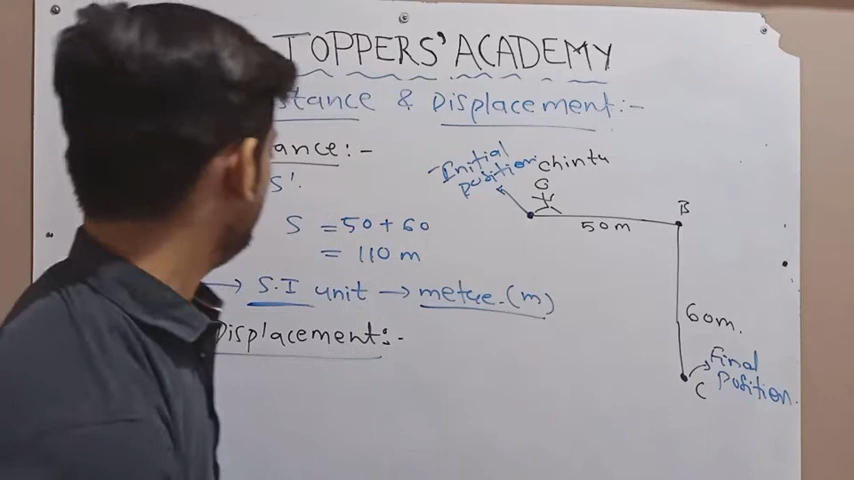 TOPPERS' ACADEMY
stance & Displacement:-
ance:-
s'.
S = 50 + 60
= 110 m
→ S.I unit → metre.(m)
Displacement:-
Initial
position
Chintu
50m
B
60m.
Final
Position.
C